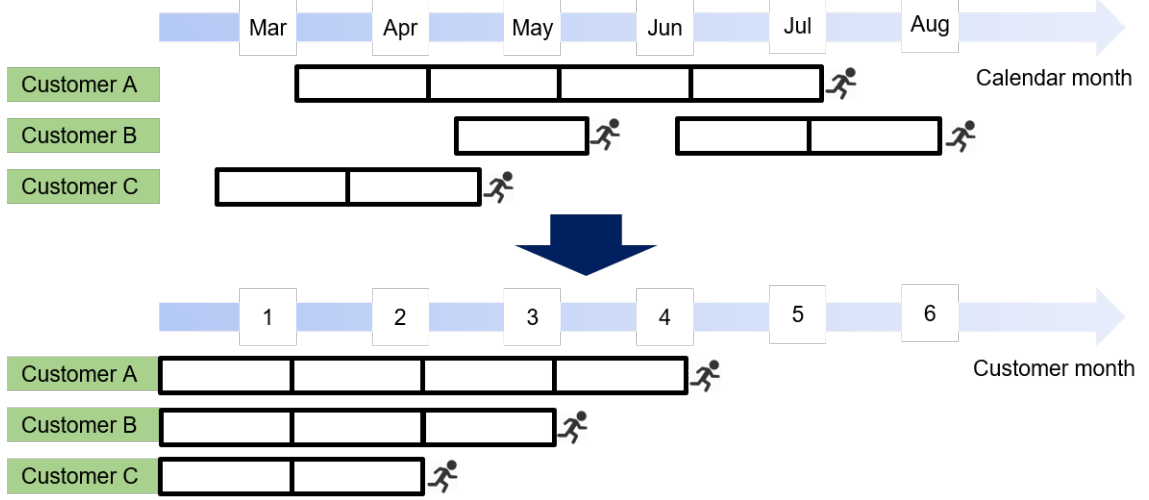 Mar Apr May Jun Jul Aug
Calendar month
Customer A
Customer B
Customer C
1 2 3 4 5 6
Customer month
Customer A
Customer B
Customer C